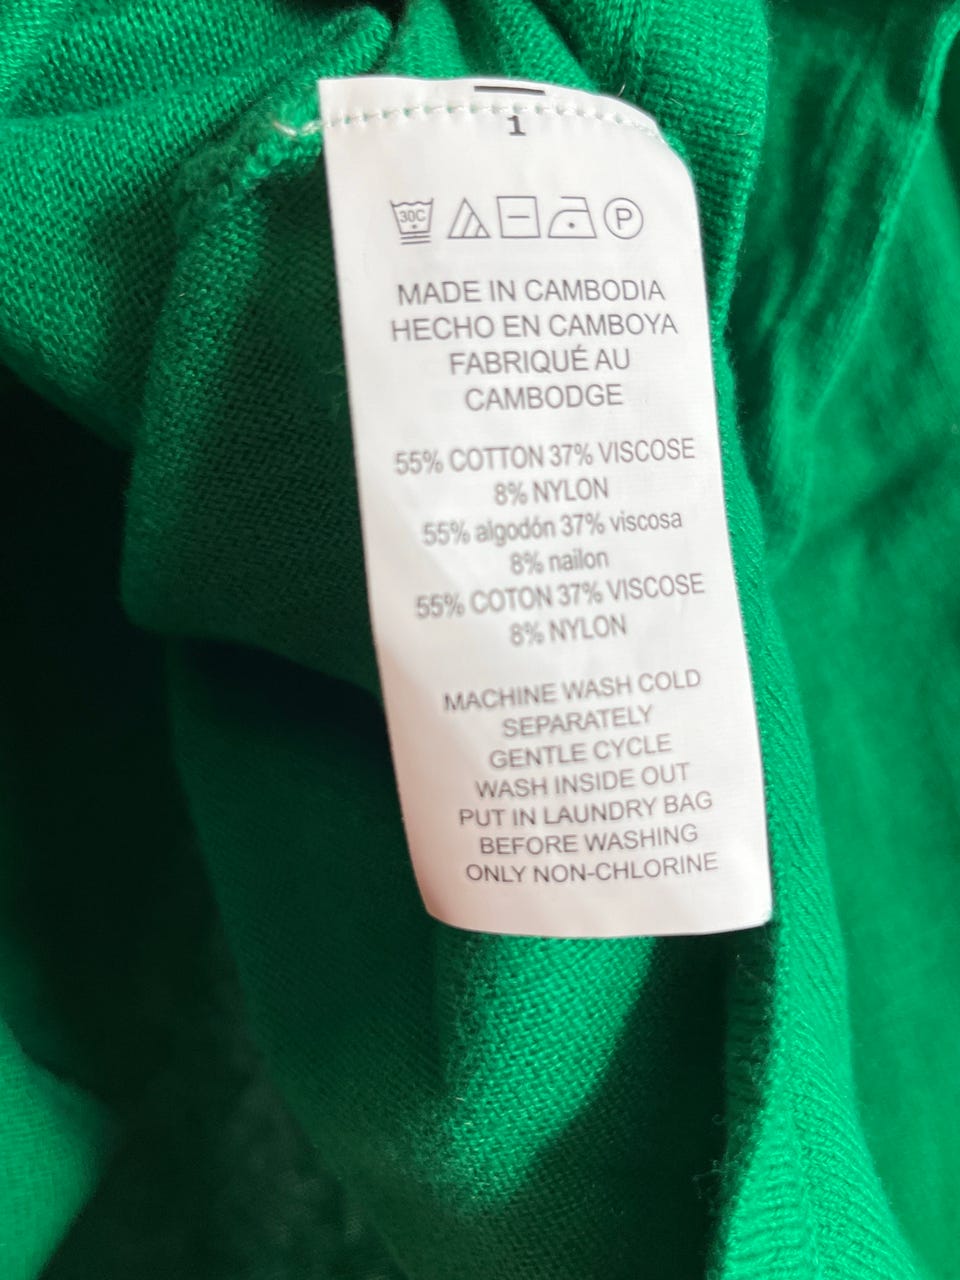 1
30C
P
MADE IN CAMBODIA
HECHO EN CAMBOYA
FABRIQUÉ AU
CAMBODGE
55% COTTON 37% VISCOSE
8% NYLON
55% algodón 37% viscosa
8% nailon
55% COTON 37% VISCOSE
8% NYLON
MACHINE WASH COLD
SEPARATELY
GENTLE CYCLE
WASH INSIDE OUT
PUT IN LAUNDRY BAG
BEFORE WASHING
ONLY NON-CHLORINE